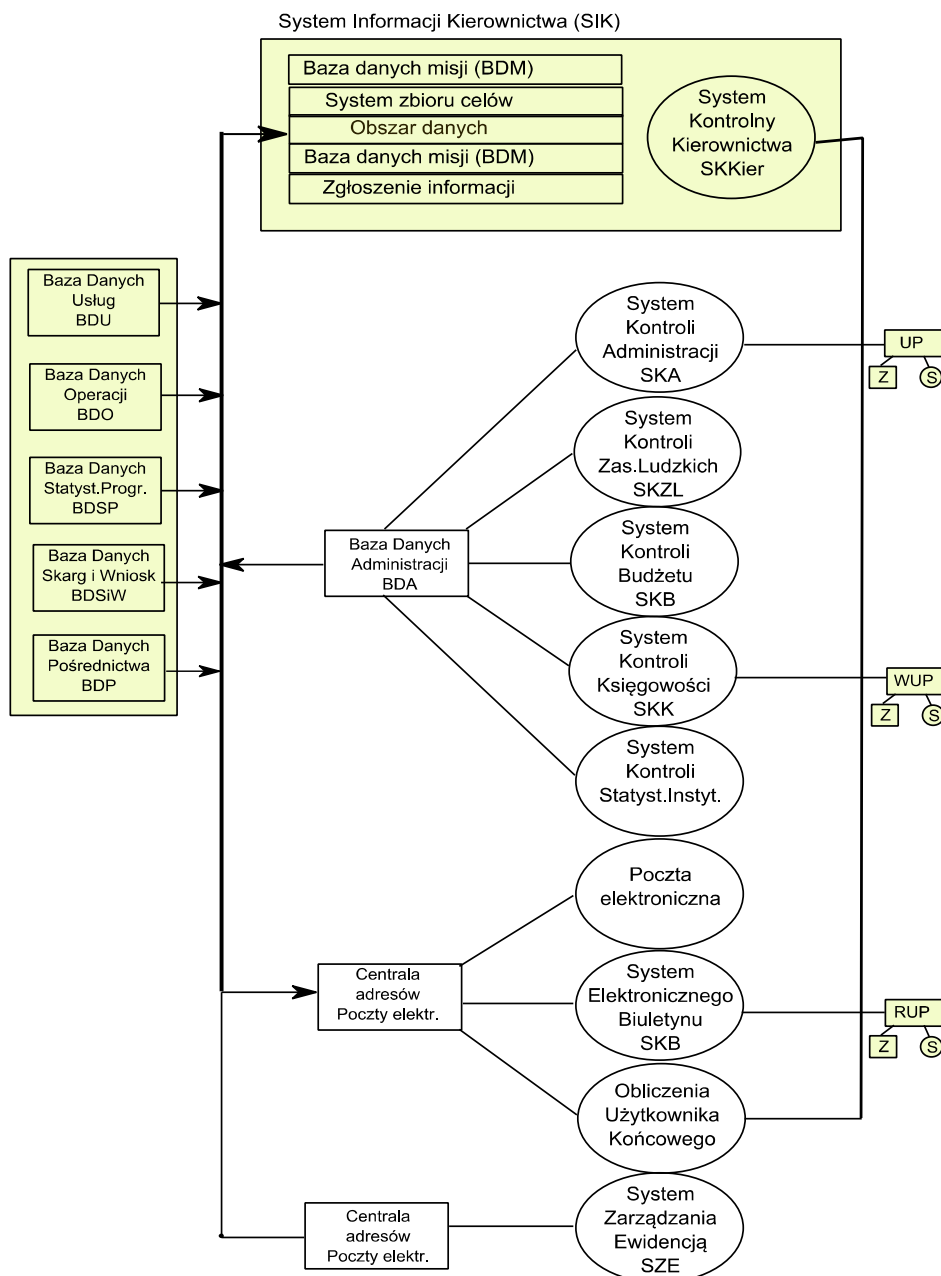 System Informacji Kierownictwa (SIK)
Baza danych misji (BDM)
System zbioru celów
Obszar danych
Baza danych misji (BDM)
Zgłoszenie informacji
System
Kontrolny
Kierownictwa
SKKier
Baza Danych
Usług
BDU
Baza Danych
Operacji
BDO
Baza Danych
Statyst.Progr.
BDSP
Baza Danych
Skarg i Wniosk
BDSiW
Baza Danych
Pośrednictwa
BDP
Baza Danych
Administracji
BDA
System
Kontroli
Administracji
SKA
System
Kontroli
Zas.Ludzkich
SKZL
System
Kontroli
Budżetu
SKB
System
Kontroli
Księgowości
SKK
System
Kontroli
Statyst.Instyt.
UP
Z
S
WUP
Z
S
Centrala
adresów
Poczty elektr.
Poczta
elektroniczna
System
Elektronicznego
Biuletynu
SKB
Obliczenia
Użytkownika
Końcowego
RUP
Z
S
Centrala
adresów
Poczty elektr.
System
Zarządzania
Ewidencją
SZE